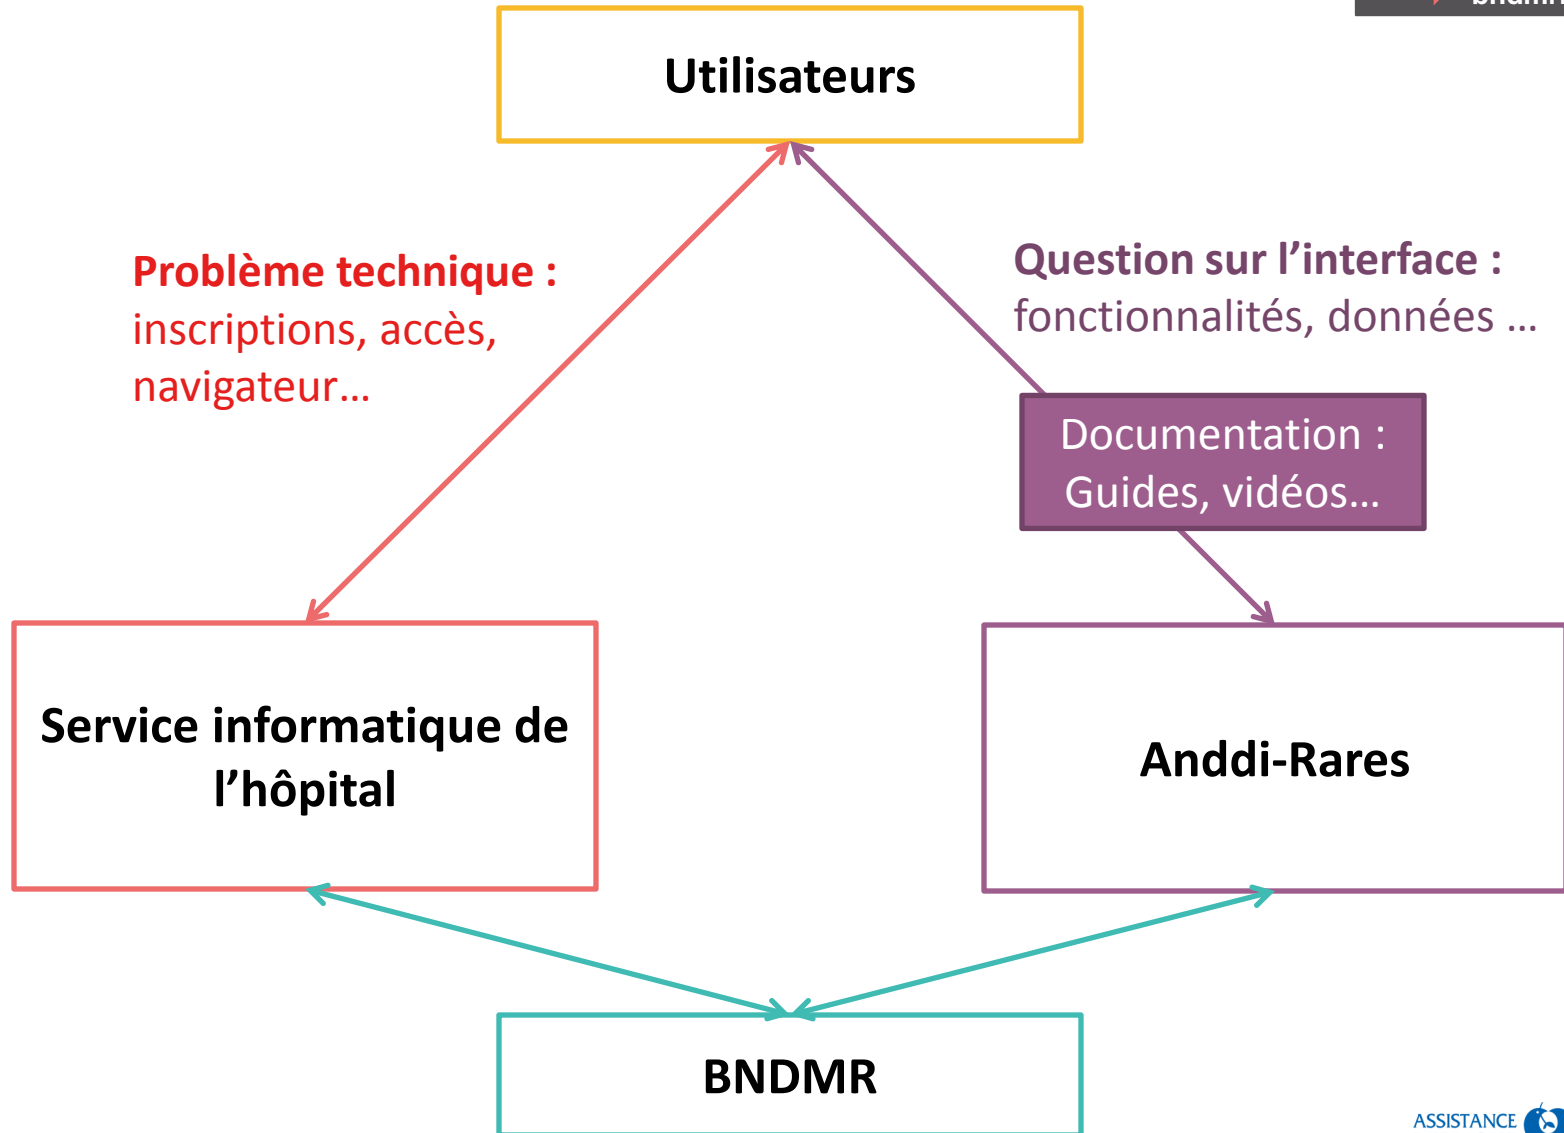 Utilisateurs
Problème technique :
inscriptions, accès,
navigateur…
Question sur l’interface :
fonctionnalités, données …
Documentation :
Guides, vidéos…
Service informatique de
l’hôpital
Anddi-Rares
BNDMR
ASSISTANCE